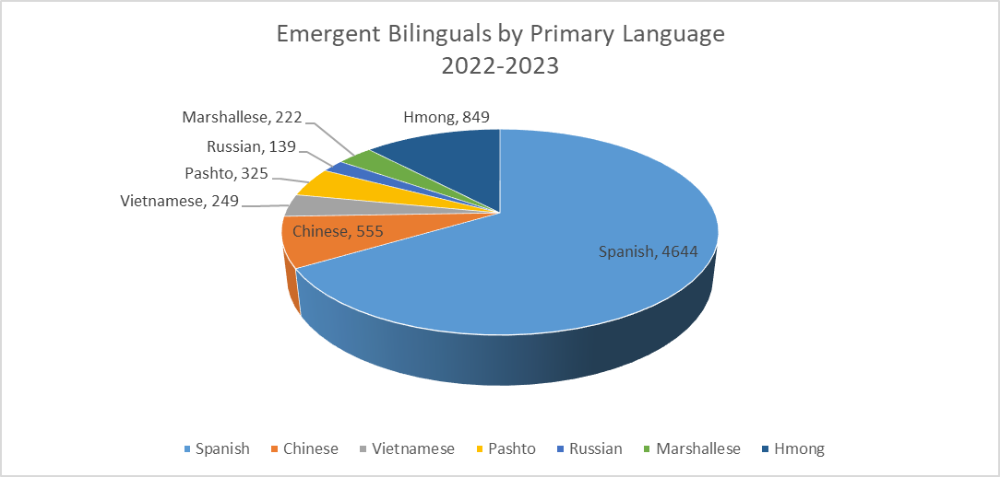 Emergent Bilinguals by Primary Language
2022-2023
Marshallese, 222
Hmong, 849
Russian, 139
Pashto, 325
Vietnamese, 249
Chinese, 555
Spanish, 4644
Spanish Chinese Vietnamese Pashto Russian Marshallese Hmong